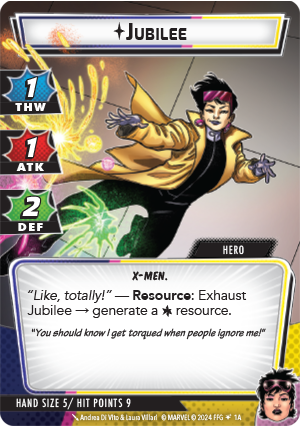 JUBILEE
1
THW
1
ATK
2
DEF
HERO
X-MEN.
"Like, totally!" — Resource: Exhaust
Jubilee → generate a resource.
"You should know I get torqued when people ignore me!"
HAND SIZE 5/ HIT POINTS 9
Andrea Di Vito & Laura Villari © MARVEL © 2024 FFG 1A